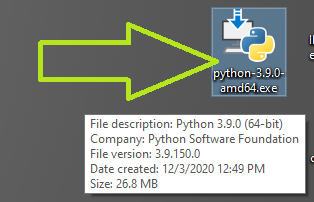 python-3.9.0-
amd64.exe
File description: Python 3.9.0 (64-bit)
Company: Python Software Foundation
File version: 3.9.150.0
Date created: 12/3/2020 12:49 PM
Size: 26.8 MB